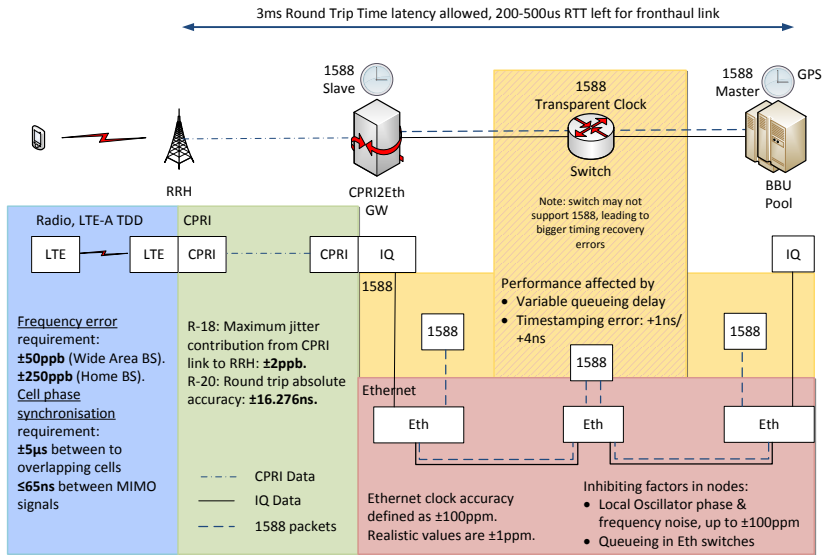 3ms Round Trip Time latency allowed, 200-500us RTT left for fronthaul link
1588
Slave
1588
Transparent Clock
1588
Master
GPS
RRH
CPRI2Eth
GW
Switch
BBU
Pool
Note: switch may not
support 1588, leading to
bigger timing recovery
errors
Radio, LTE-A TDD
CPRI
LTE
LTE
CPRI
CPRI
IQ
IQ
1588
Performance affected by
• Variable queueing delay
• Timestamping error: +1ns/
+4ns
1588
1588
1588
Frequency error
requirement:
±50ppb (Wide Area BS).
±250ppb (Home BS).
Cell phase
synchronisation
requirement:
±5µs between to
overlapping cells
≤65ns between MIMO
signals
R-18: Maximum jitter
contribution from CPRI
link to RRH: ±2ppb.
R-20: Round trip absolute
accuracy: ±16.276ns.
CPRI Data
IQ Data
1588 packets
Ethernet
Eth
Eth
Eth
Ethernet clock accuracy
defined as ±100ppm.
Realistic values are ±1ppm.
Inhibiting factors in nodes:
• Local Oscillator phase &
frequency noise, up to ±100ppm
• Queueing in Eth switches